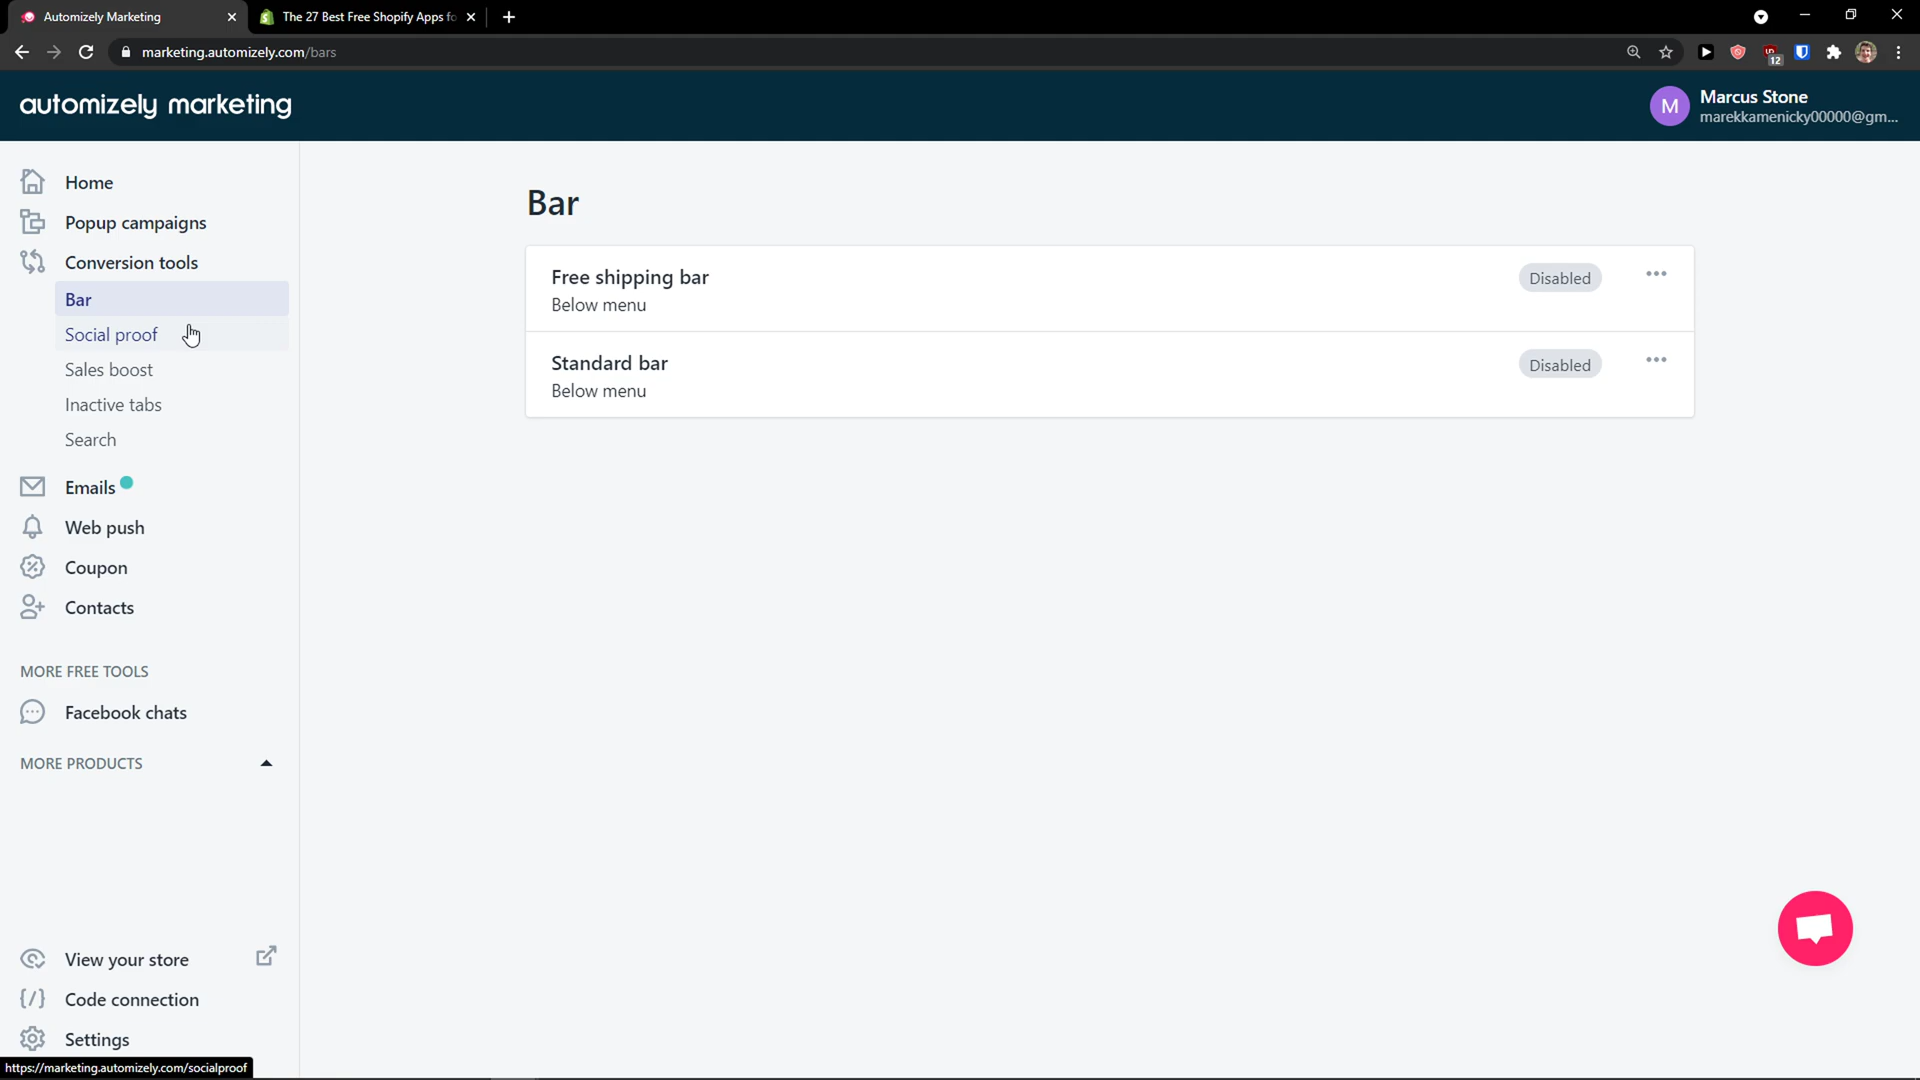 Automizely Marketing
The 27 Best Free Shopify Apps fo
marketing.automizely.com/bars
12
automizely marketing
M
Marcus Stone
marekkamenicky00000@gm...
Home
Popup campaigns
Conversion tools
Bar
Social proof
Sales boost
Inactive tabs
Search
Emails
Web push
Coupon
Contacts
MORE FREE TOOLS
Facebook chats
MORE PRODUCTS
View your store
Code connection
Settings
https://marketing.automizely.com/socialproof
Bar
Free shipping bar
Below menu
Disabled
Standard bar
Below menu
Disabled